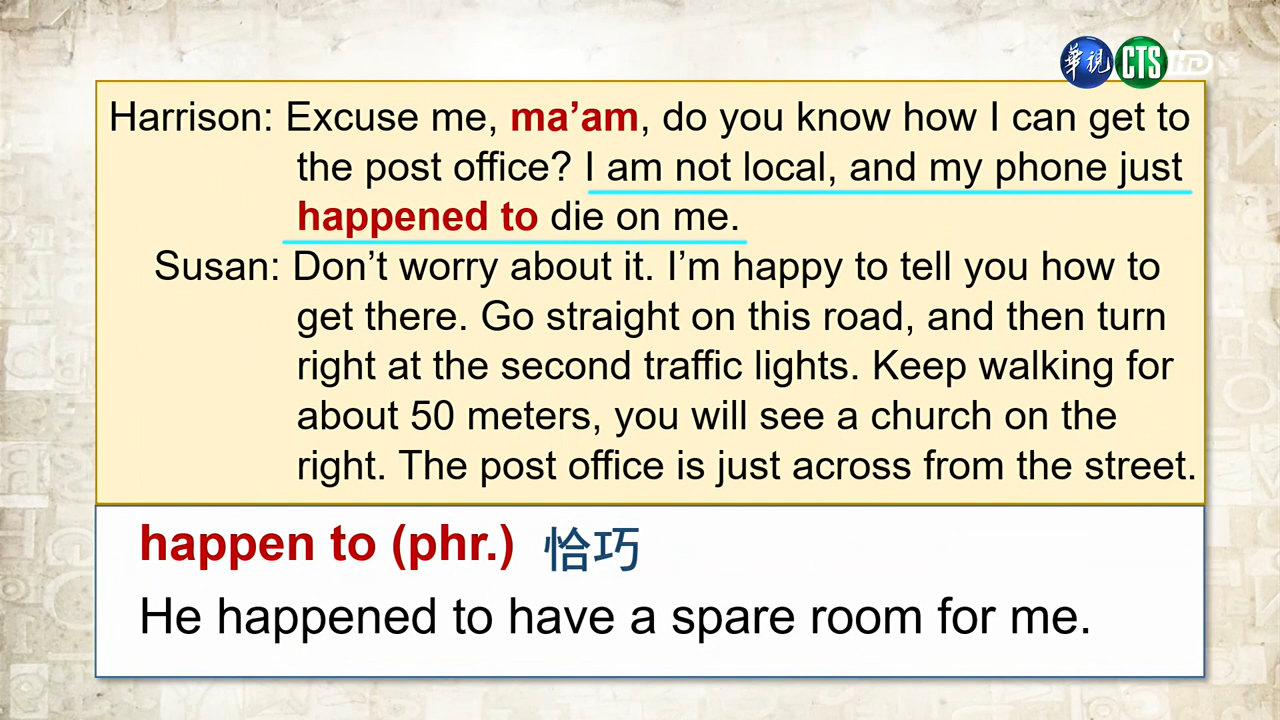 華視 CTS HD
Harrison: Excuse me, ma’am, do you know how I can get to
the post office? I am not local, and my phone just
happened to die on me.
Susan: Don’t worry about it. I’m happy to tell you how to
get there. Go straight on this road, and then turn
right at the second traffic lights. Keep walking for
about 50 meters, you will see a church on the
right. The post office is just across from the street.
happen to (phr.) 恰巧
He happened to have a spare room for me.